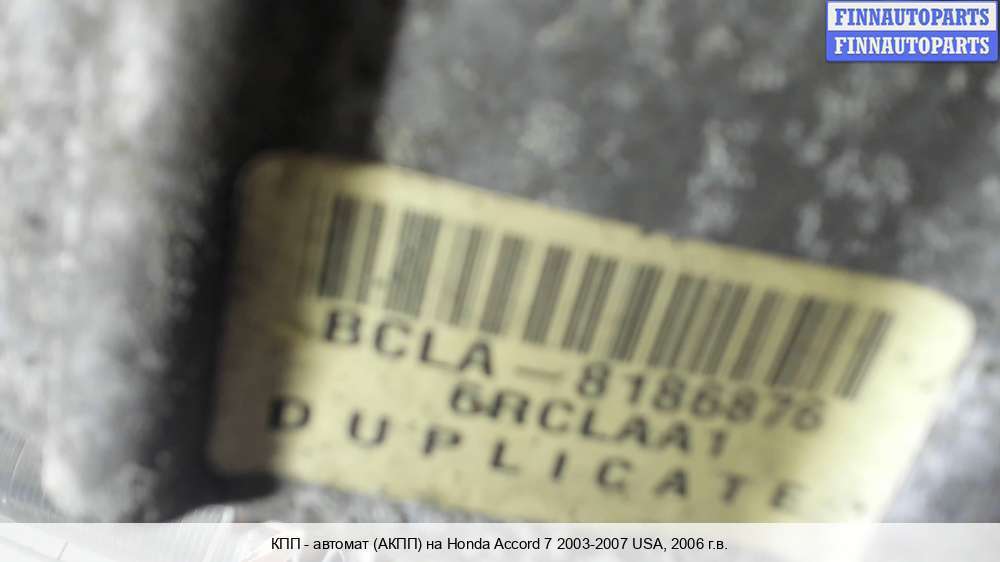 FINNAUTOPARTS
FINNAUTOPARTS
BCLA-8186876
6RCLAA1
DUPLICATE
КПП - автомат (АКПП) на Honda Accord 7 2003-2007 USA, 2006 г.в.